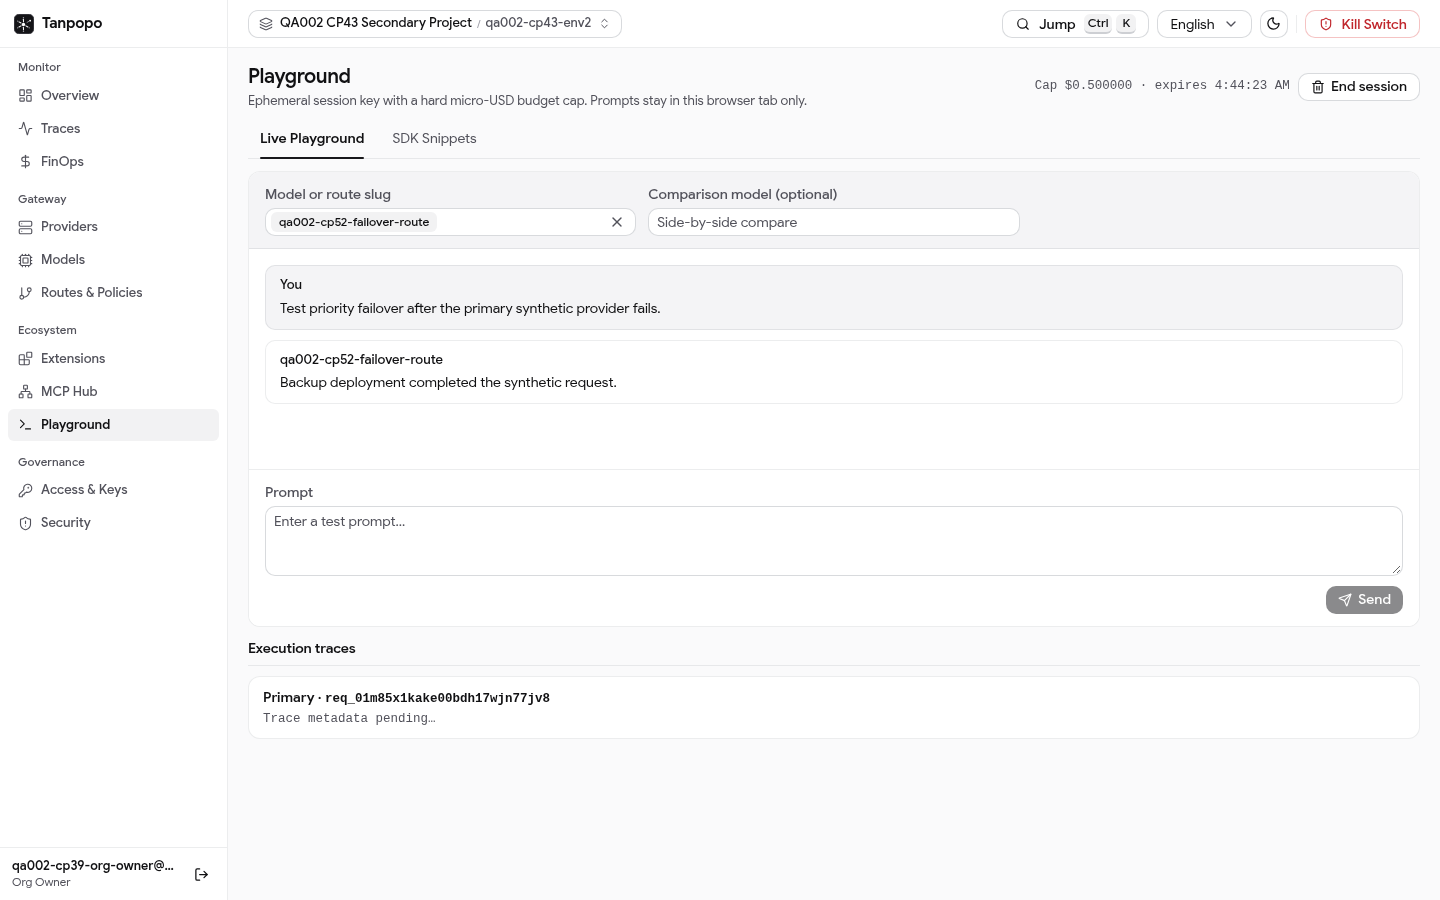 Tanpopo
QA002 CP43 Secondary Project / qa002-cp43-env2
Jump Ctrl K
English
Kill Switch
Monitor
Overview
Traces
FinOps
Gateway
Providers
Models
Routes & Policies
Ecosystem
Extensions
MCP Hub
Playground
Governance
Access & Keys
Security
qa002-cp39-org-owner@...
Org Owner
Playground
Ephemeral session key with a hard micro-USD budget cap. Prompts stay in this browser tab only.
Cap $0.500000 · expires 4:44:23 AM
End session
Live Playground
SDK Snippets
Model or route slug
qa002-cp52-failover-route
Comparison model (optional)
Side-by-side compare
You
Test priority failover after the primary synthetic provider fails.
qa002-cp52-failover-route
Backup deployment completed the synthetic request.
Prompt
Enter a test prompt...
Send
Execution traces
Primary · req_01m85x1kake00bdh17wjn77jv8
Trace metadata pending…